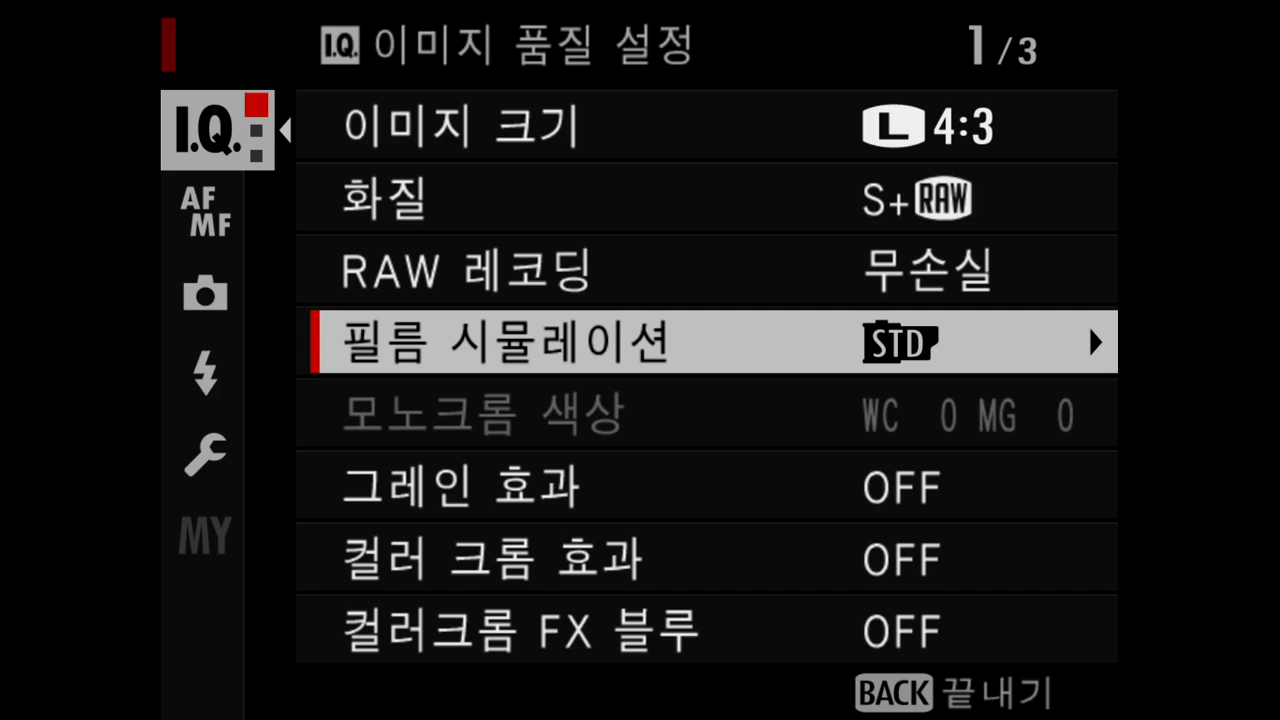 I.Q. 이미지 품질 설정 1/3
I.Q.
이미지 크기 L 4:3
AF
MF
화질 S+RAW
RAW 레코딩 무손실
필름 시뮬레이션 STD
모노크롬 색상 WC 0 MG 0
그레인 효과 OFF
MY
컬러 크롬 효과 OFF
컬러크롬 FX 블루 OFF
BACK 끝내기